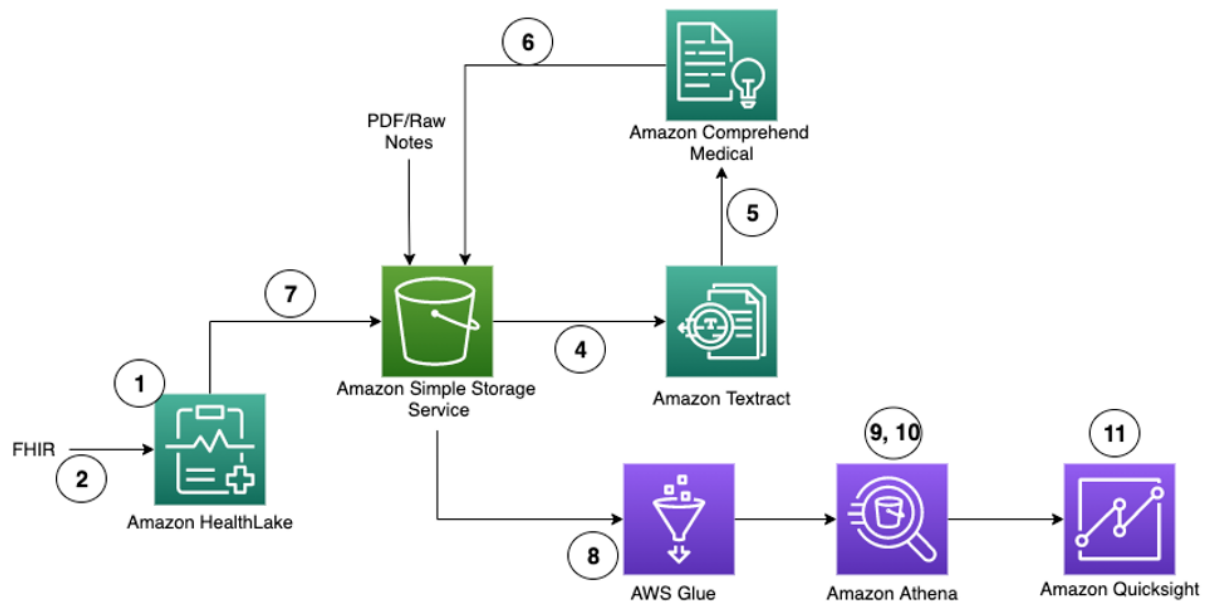 6
Amazon Comprehend
Medical
PDF/Raw
Notes
5
7
4
Amazon Simple Storage
Service
Amazon Textract
1
FHIR
2
Amazon HealthLake
9, 10
11
8
AWS Glue
Amazon Athena
Amazon Quicksight